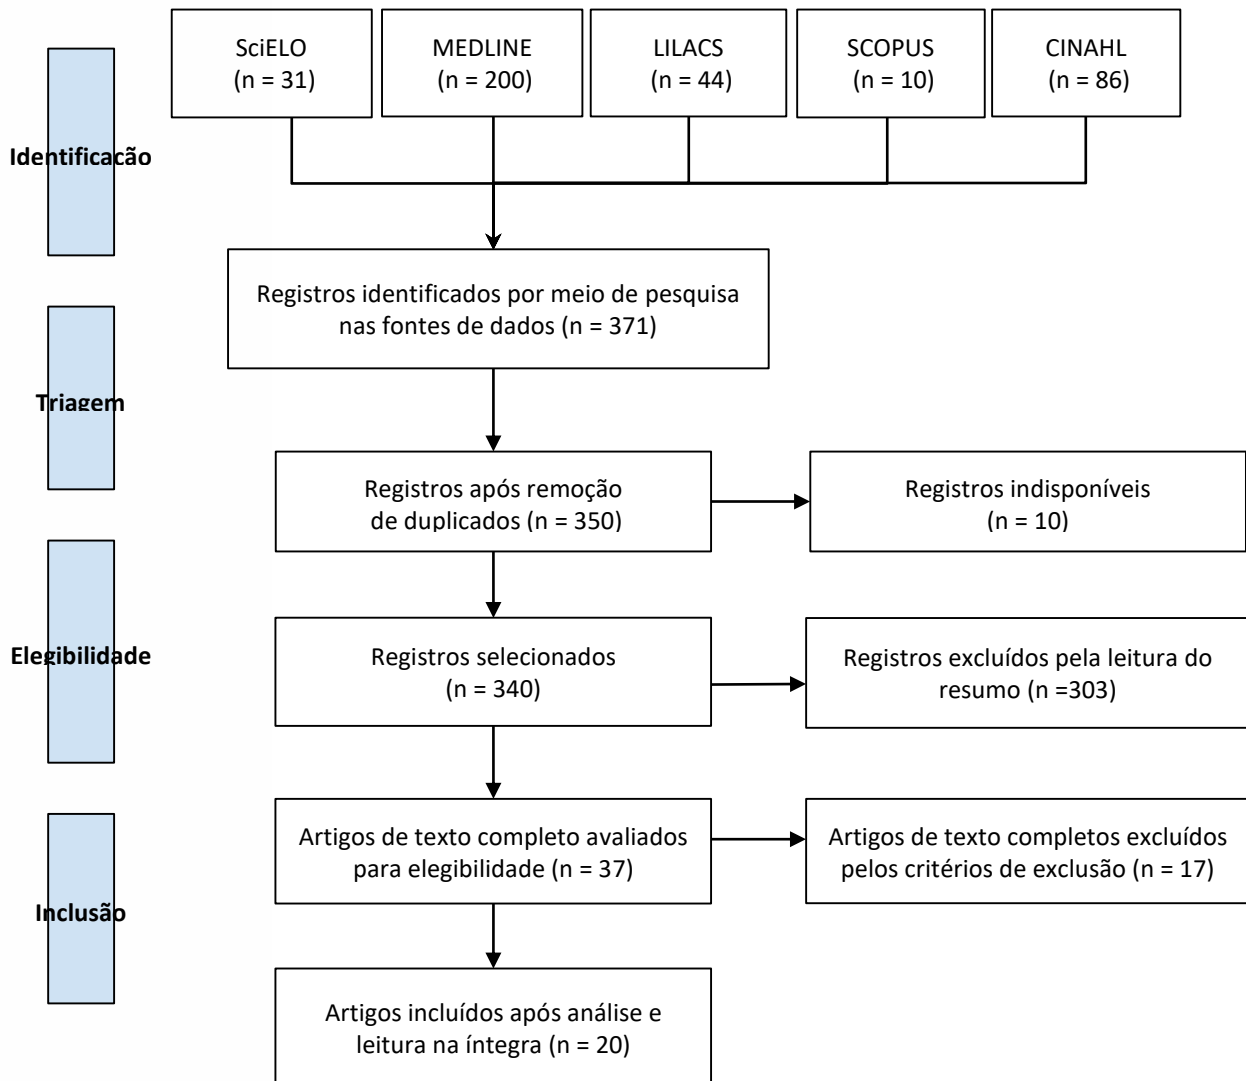 SciELO
(n = 31)
MEDLINE
(n = 200)
LILACS
(n = 44)
SCOPUS
(n = 10)
CINAHL
(n = 86)
Identificação
Registros identificados por meio de pesquisa
nas fontes de dados (n = 371)
Triagem
Registros após remoção
de duplicados (n = 350)
Registros indisponíveis
(n = 10)
Elegibilidade
Registros selecionados
(n = 340)
Registros excluídos pela leitura do
resumo (n =303)
Artigos de texto completo avaliados
para elegibilidade (n = 37)
Artigos de texto completos excluídos
pelos critérios de exclusão (n = 17)
Inclusão
Artigos incluídos após análise e
leitura na íntegra (n = 20)